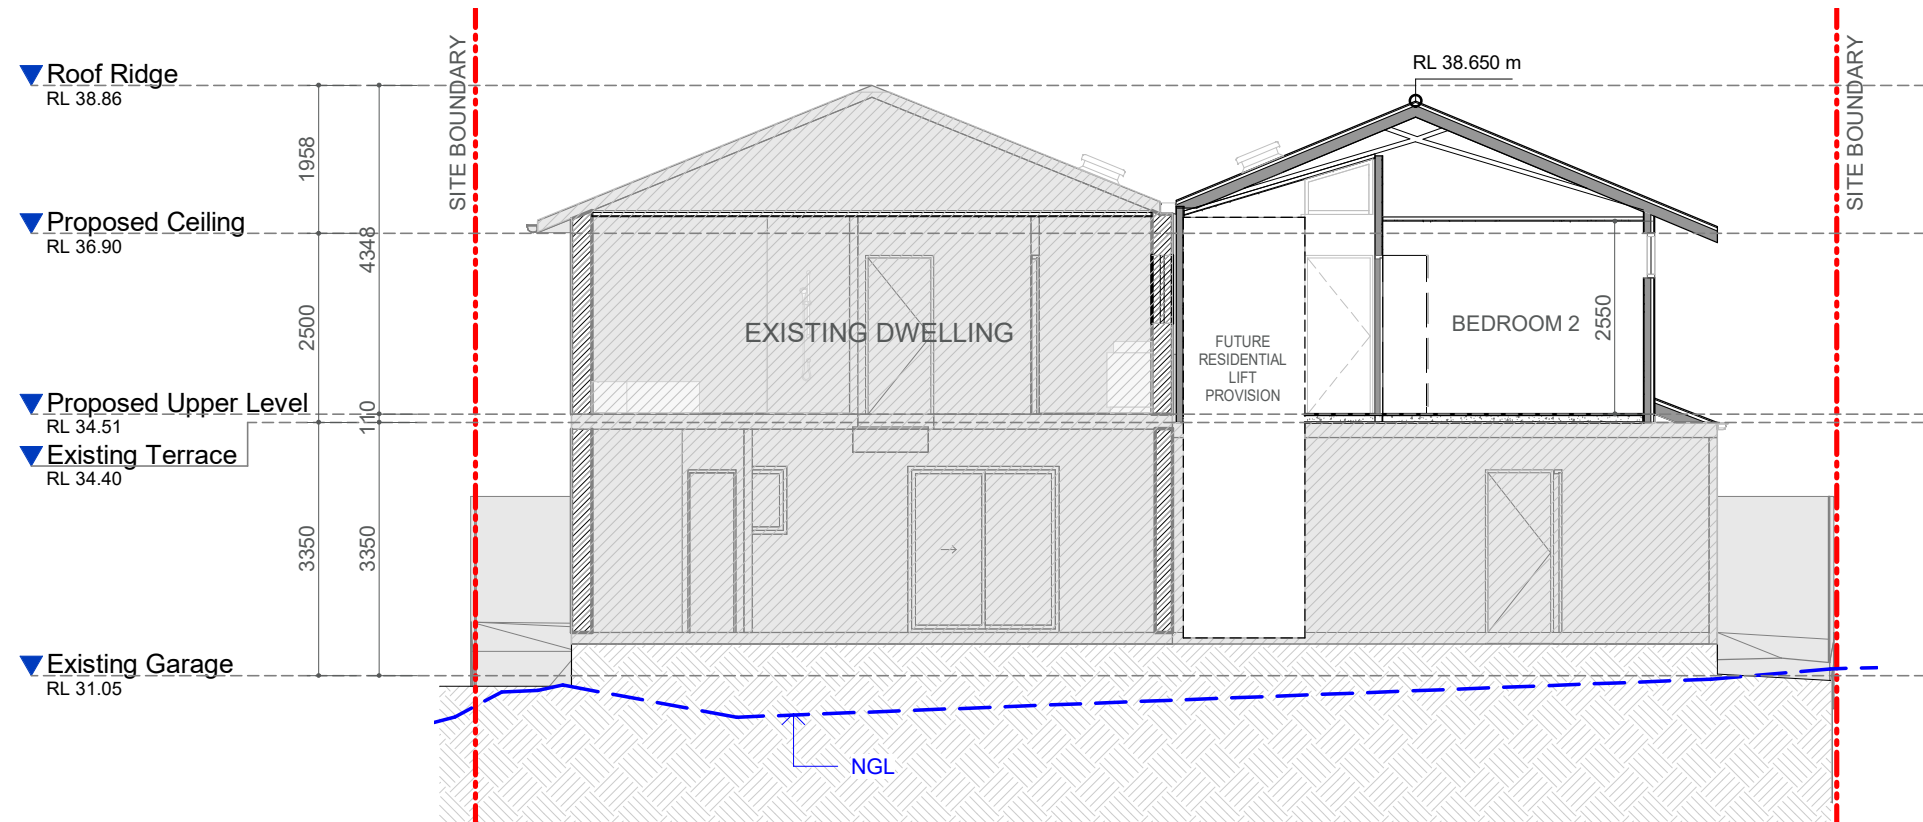 Roof Ridge
RL 38.86
Proposed Ceiling
RL 36.90
Proposed Upper Level
RL 34.51
Existing Terrace
RL 34.40
Existing Garage
RL 31.05
1958
2500
3350
4348
110
3350
SITE BOUNDARY
EXISTING DWELLING
RL 38.650 m
FUTURE
RESIDENTIAL
LIFT
PROVISION
BEDROOM 2
2550
SITE BOUNDARY
NGL